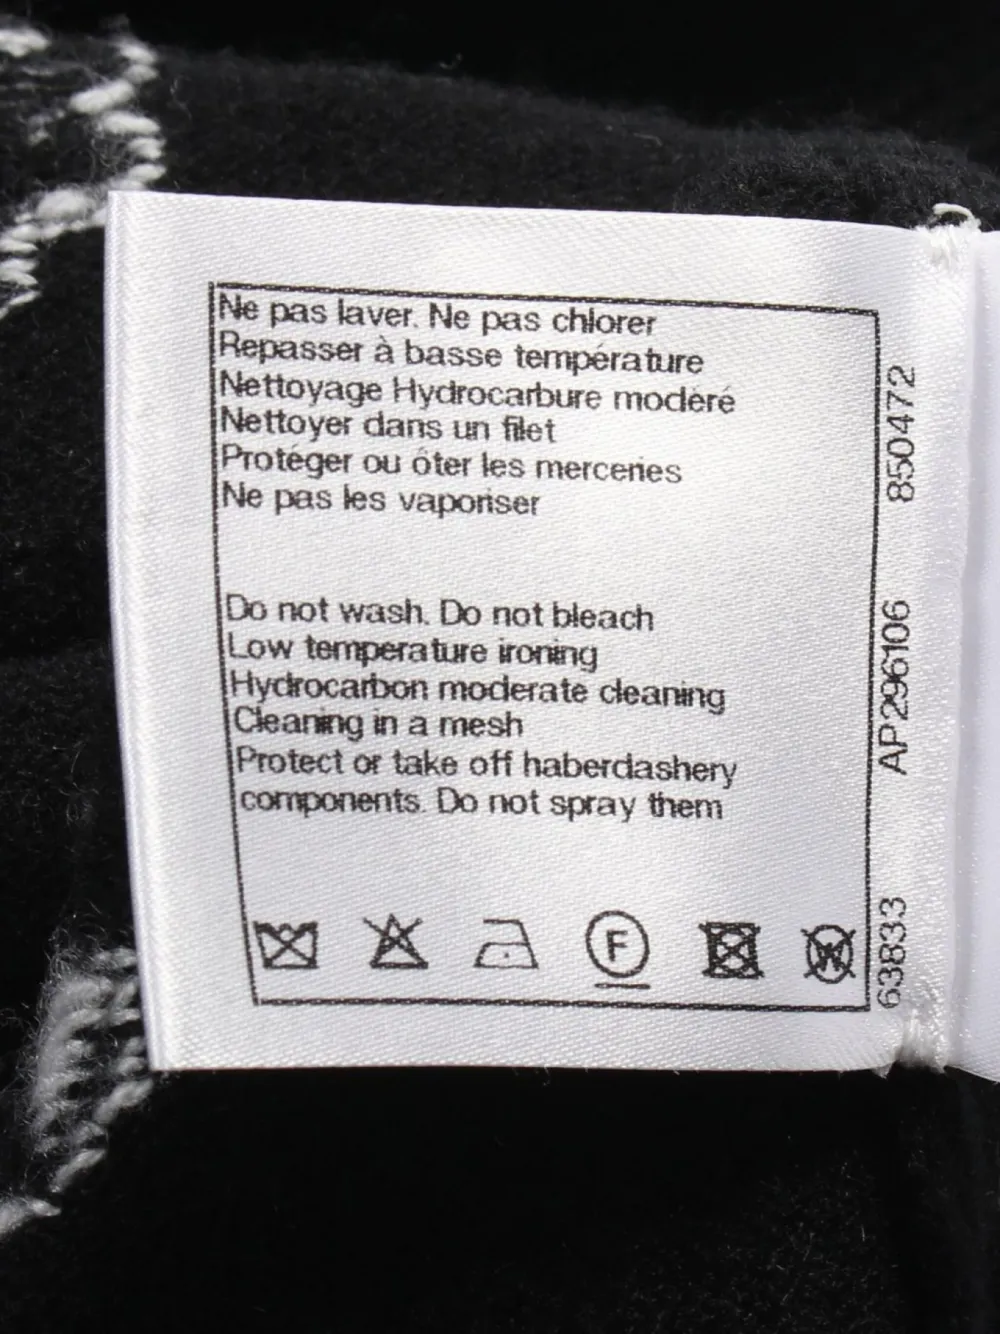 Ne pas laver. Ne pas chlorer
Repasser à basse température
Nettoyage Hydrocarbure modéré
Nettoyer dans un filet
Protéger ou ôter les merceries
Ne pas les vaporiser
Do not wash. Do not bleach
Low temperature ironing
Hydrocarbon moderate cleaning
Cleaning in a mesh
Protect or take off haberdashery
components. Do not spray them
F
W
63833
AP296106
850472